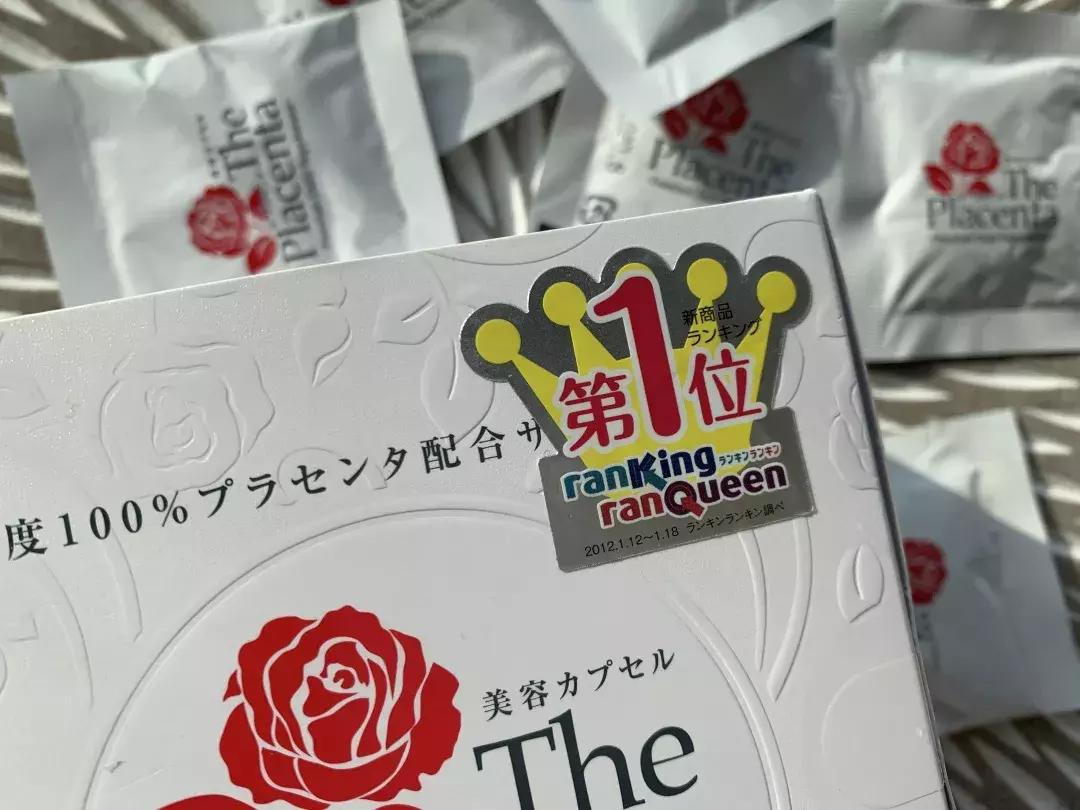 The
Placenta
The
Placenta
The
Placenta
新商品
ランキング
第1位
ranKing ランキンランキン
ranQueen
2012.1.12〜1.18 ランキンランキン調べ
度100%プラセンタ配合サ
美容カプセル
The